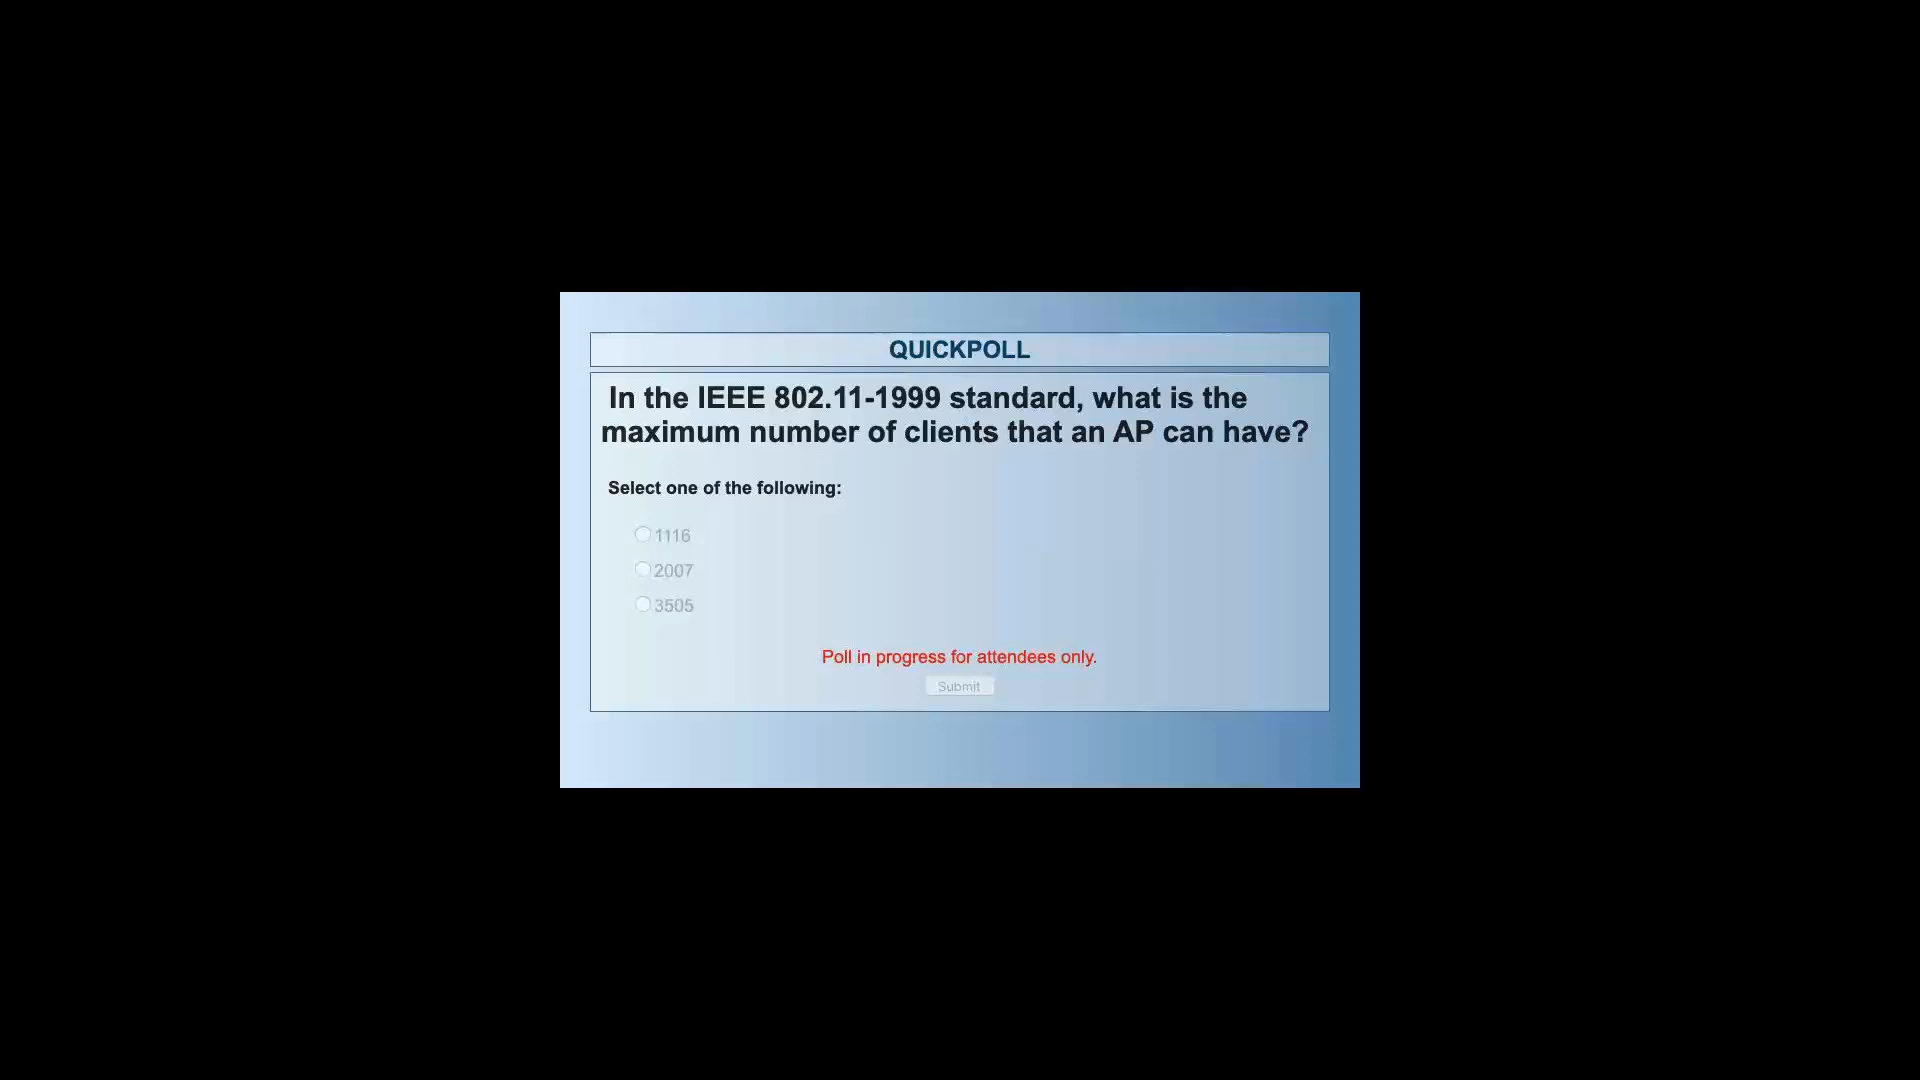 QUICKPOLL
In the IEEE 802.11-1999 standard, what is the
maximum number of clients that an AP can have?
Select one of the following:
1116
2007
3505
Poll in progress for attendees only.
Submit